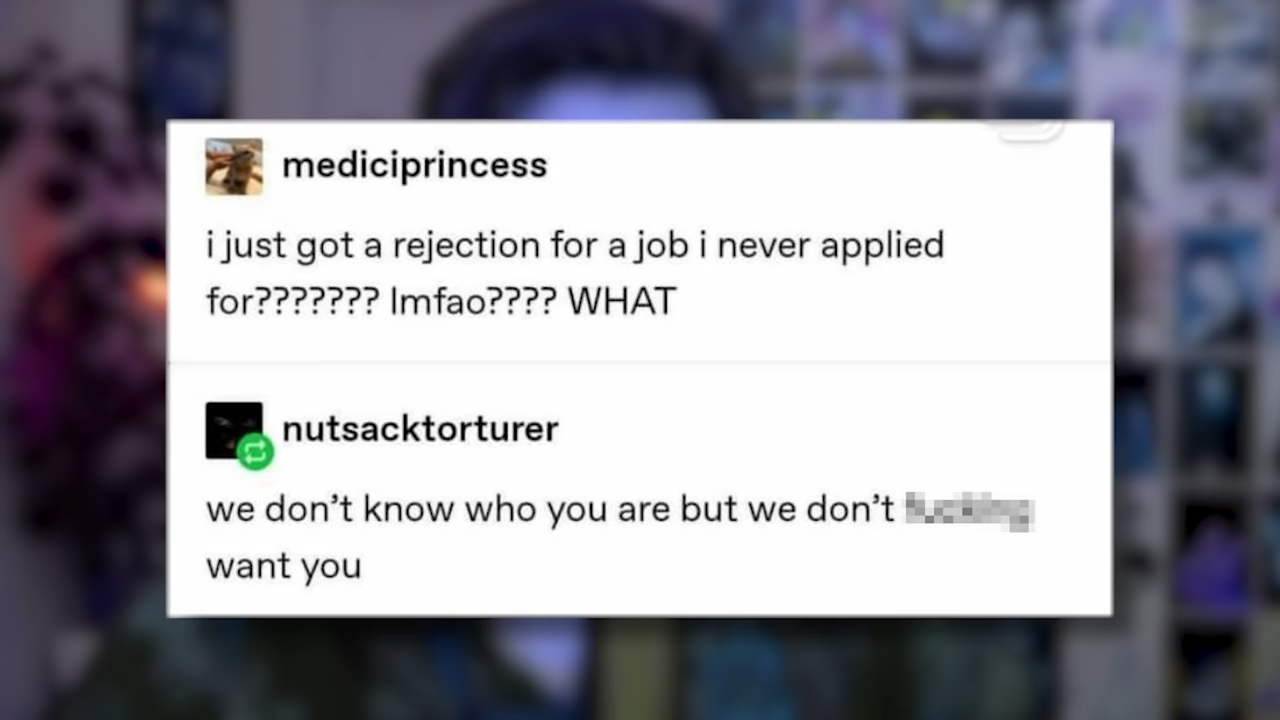 mediciprincess
i just got a rejection for a job i never applied
for??????? lmfao???? WHAT
nutsacktorturer
we don’t know who you are but we don’t
want you